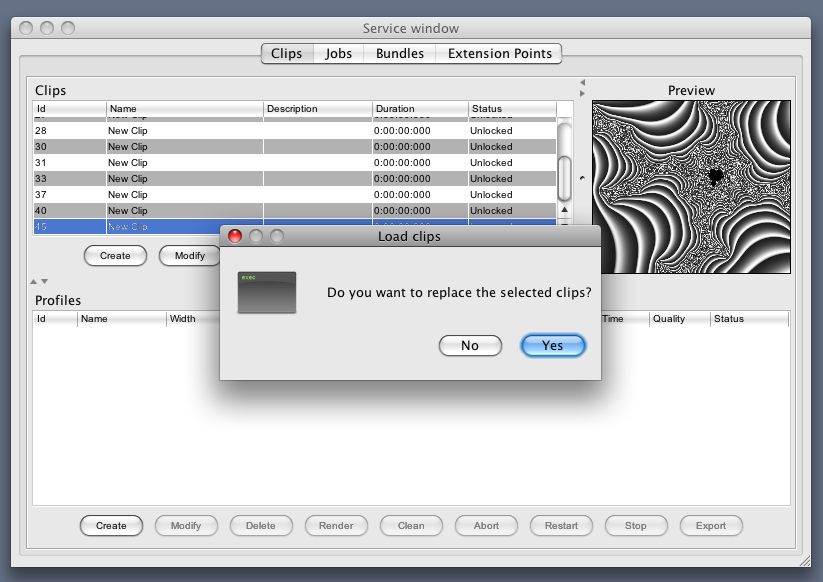 Service window
Clips Jobs Bundles Extension Points
Clips
Preview
Id Name Description Duration Status
28 New Clip 0:00:00:000 Unlocked
30 New Clip 0:00:00:000 Unlocked
31 New Clip 0:00:00:000 Unlocked
33 New Clip 0:00:00:000 Unlocked
37 New Clip 0:00:00:000 Unlocked
40 New Clip 0:00:00:000 Unlocked
45 New Clip
Load clips
Create Modify
exec
Do you want to replace the selected clips?
No Yes
Profiles
Id Name Width Time Quality Status
Create Modify Delete Render Clean Abort Restart Stop Export